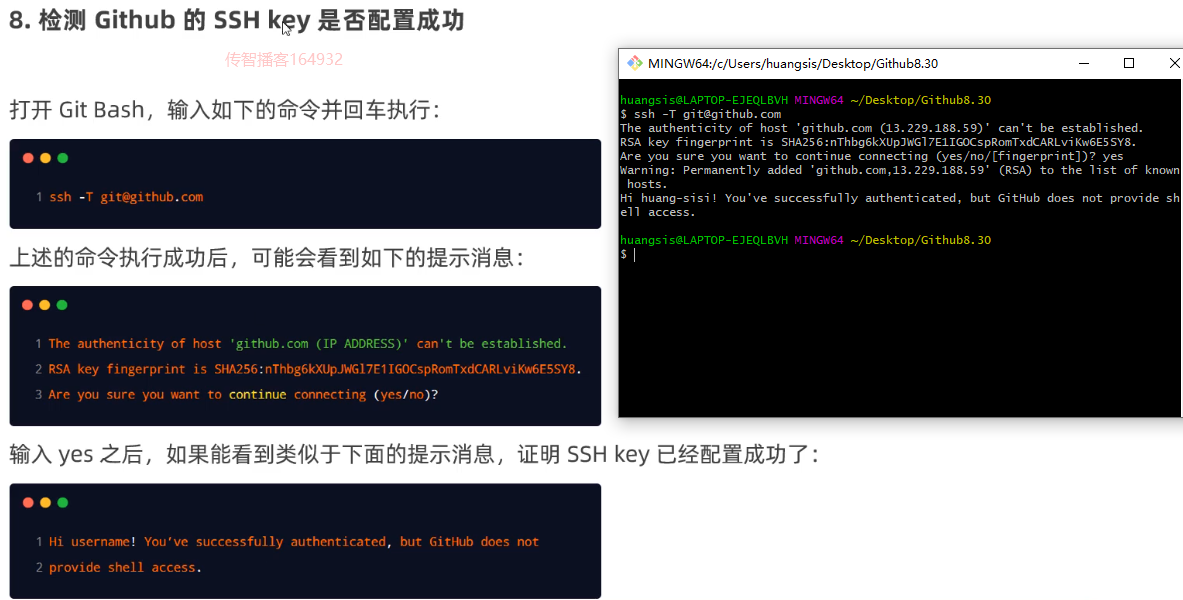 8. 检测 Github 的 SSH key 是否配置成功
传智播客164932
打开 Git Bash，输入如下的命令并回车执行：
1 ssh -T git@github.com
上述的命令执行成功后，可能会看到如下的提示消息：
1 The authenticity of host 'github.com (IP ADDRESS)' can't be established.
2 RSA key fingerprint is SHA256:nThbg6kXUpJWGl7E1IGOCspRomTxdCARLviKw6E5SY8.
3 Are you sure you want to continue connecting (yes/no)?
输入 yes 之后，如果能看到类似于下面的提示消息，证明 SSH key 已经配置成功了：
1 Hi username! You've successfully authenticated, but GitHub does not
2 provide shell access.
MINGW64:/c/Users/huangsis/Desktop/Github8.30
huangsis@LAPTOP-EJEQLBVH MINGW64 ~/Desktop/Github8.30
$ ssh -T git@github.com
The authenticity of host 'github.com (13.229.188.59)' can't be established.
RSA key fingerprint is SHA256:nThbg6kXUpJWGl7E1IGOCspRomTxdCARLviKw6E5SY8.
Are you sure you want to continue connecting (yes/no/[fingerprint])? yes
Warning: Permanently added 'github.com,13.229.188.59' (RSA) to the list of known
hosts.
Hi huang-sisi! You've successfully authenticated, but GitHub does not provide sh
ell access.
huangsis@LAPTOP-EJEQLBVH MINGW64 ~/Desktop/Github8.30
$